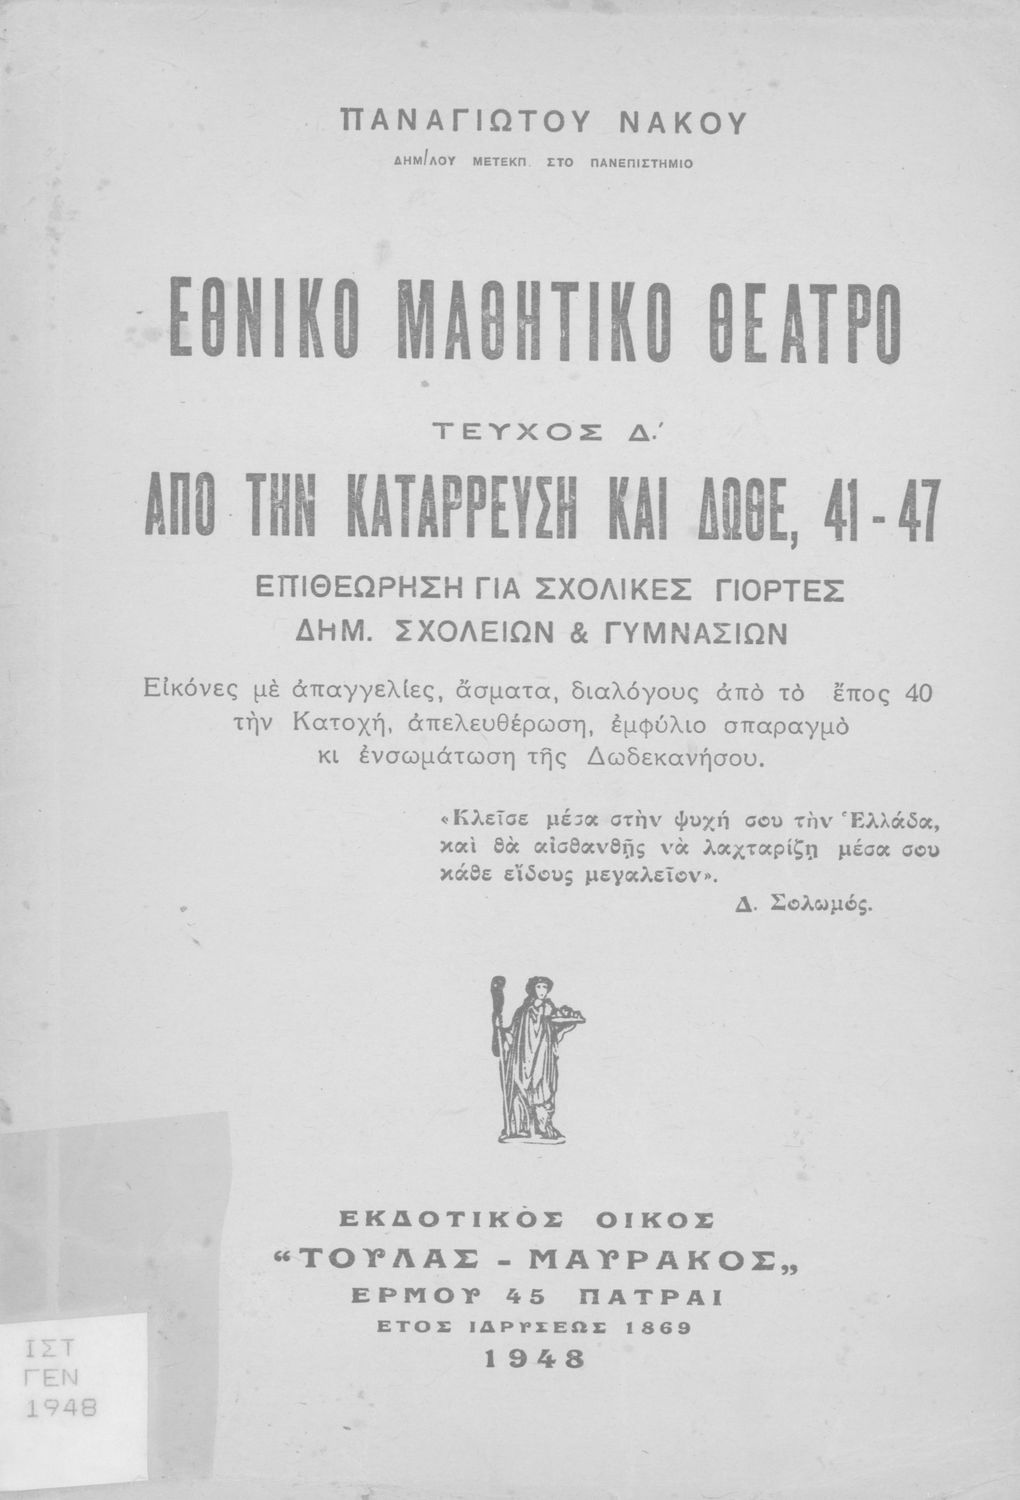 ΠΑΝΑΓΙΩΤΟΥ ΝΑΚΟΥ
ΔΗΜ/ΛΟΥ ΜΕΤΕΚΠ. ΣΤΟ ΠΑΝΕΠΙΣΤΗΜΙΟ
ΕΘΝΙΚΟ ΜΑΘΗΤΙΚΟ ΘΕΑΤΡΟ
ΤΕΥΧΟΣ Δ.′
ΑΠΟ ΤΗΝ ΚΑΤΑΡΡΕΥΣΗ ΚΑΙ ΔΩΘΕ, 41 - 47
ΕΠΙΘΕΩΡΗΣΗ ΓΙΑ ΣΧΟΛΙΚΕΣ ΓΙΟΡΤΕΣ
ΔΗΜ. ΣΧΟΛΕΙΩΝ & ΓΥΜΝΑΣΙΩΝ
Εἰκόνες μὲ ἀπαγγελίες, ἄσματα, διαλόγους ἀπὸ τὸ ἔπος 40
τὴν Κατοχή, ἀπελευθέρωση, ἐμφύλιο σπαραγμὸ
κι ἐνσωμάτωση τῆς Δωδεκανήσου.
«Κλεῖσε μέσα στὴν ψυχή σου τὴν Ἑλλάδα,
καὶ θὰ αἰσθανθῇς νὰ λαχταρίζῃ μέσα σου
κάθε εἴδους μεγαλεῖον».
Δ. Σολωμός.
ΕΚΔΟΤΙΚΟΣ ΟΙΚΟΣ
“ΤΟΥΛΑΣ - ΜΑΥΡΑΚΟΣ„
ΕΡΜΟΥ 45 ΠΑΤΡΑΙ
ΕΤΟΣ ΙΔΡΥΣΕΩΣ 1869
1948
ΙΣΤ
ΓΕΝ
1948